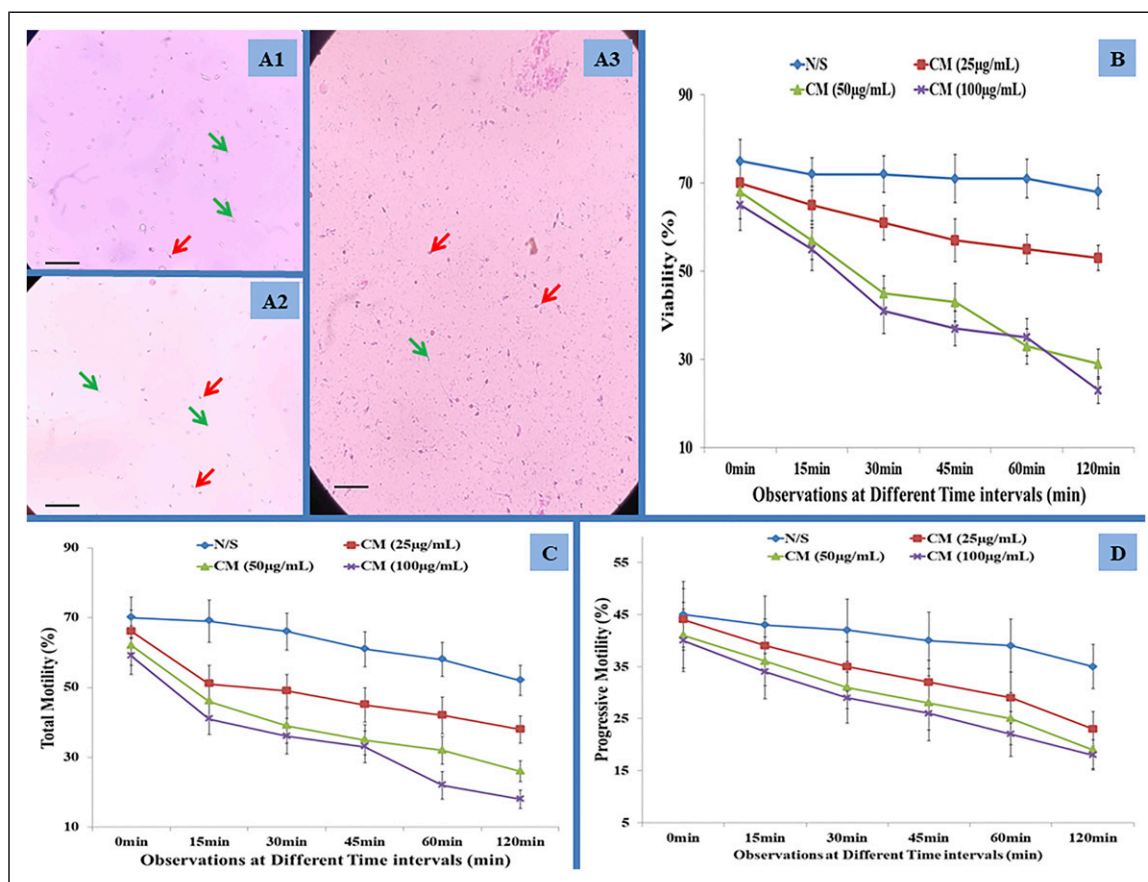 A1
A2
A3
B
N/S
CM (25µg/mL)
CM (50µg/mL)
CM (100µg/mL)
90
70
50
30
10
Viability (%)
0min 15min 30min 45min 60min 120min
Observations at Different Time intervals (min)
C
N/S
CM (25µg/mL)
CM (50µg/mL)
CM (100µg/mL)
90
70
50
30
10
Total Motility (%)
0min 15min 30min 45min 60min 120min
Observations at Different Time intervals (min)
D
N/S
CM (25µg/mL)
CM (50µg/mL)
CM (100µg/mL)
55
45
35
25
15
5
Progressive Motility (%)
0min 15min 30min 45min 60min 120min
Observations at Different Time intervals (min)